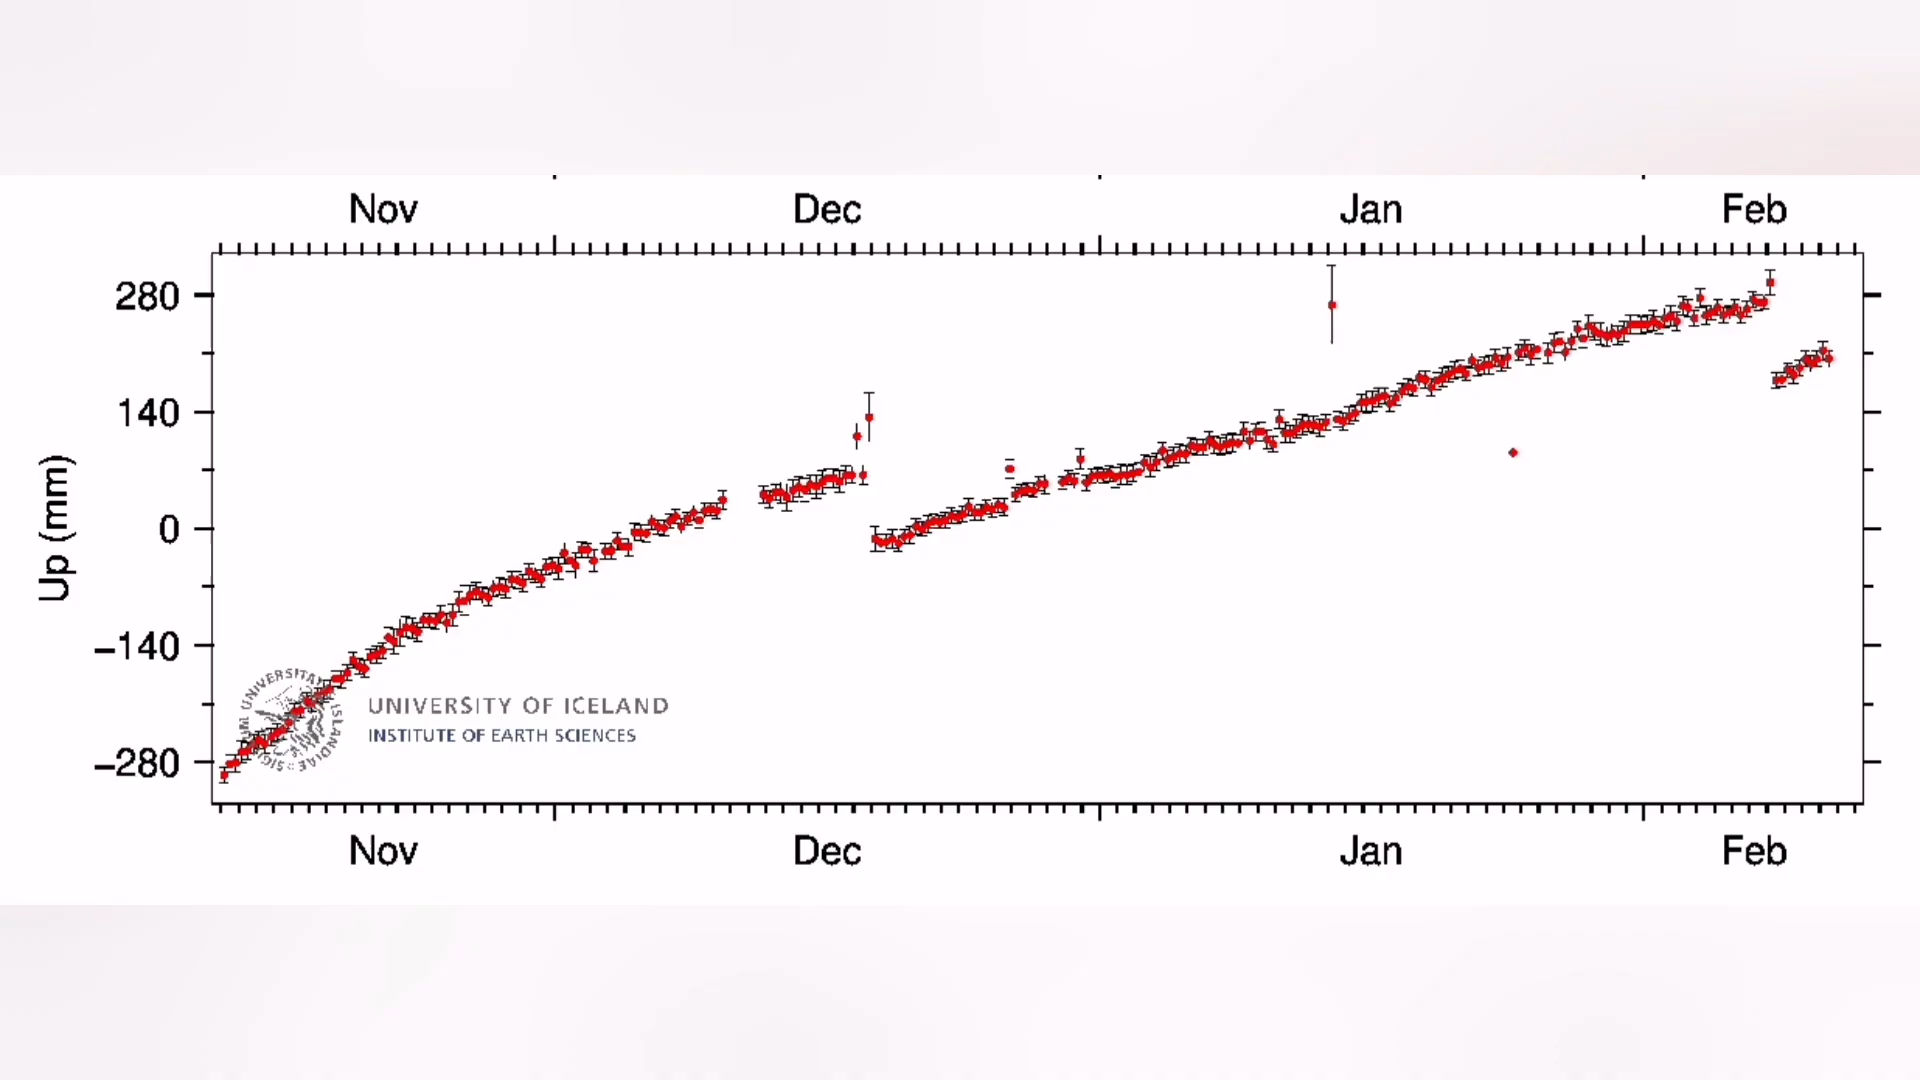 Nov Dec Jan Feb
280
140
0
−140
−280
Up (mm)
UNIVERSITY OF ICELAND
INSTITUTE OF EARTH SCIENCES
Nov Dec Jan Feb